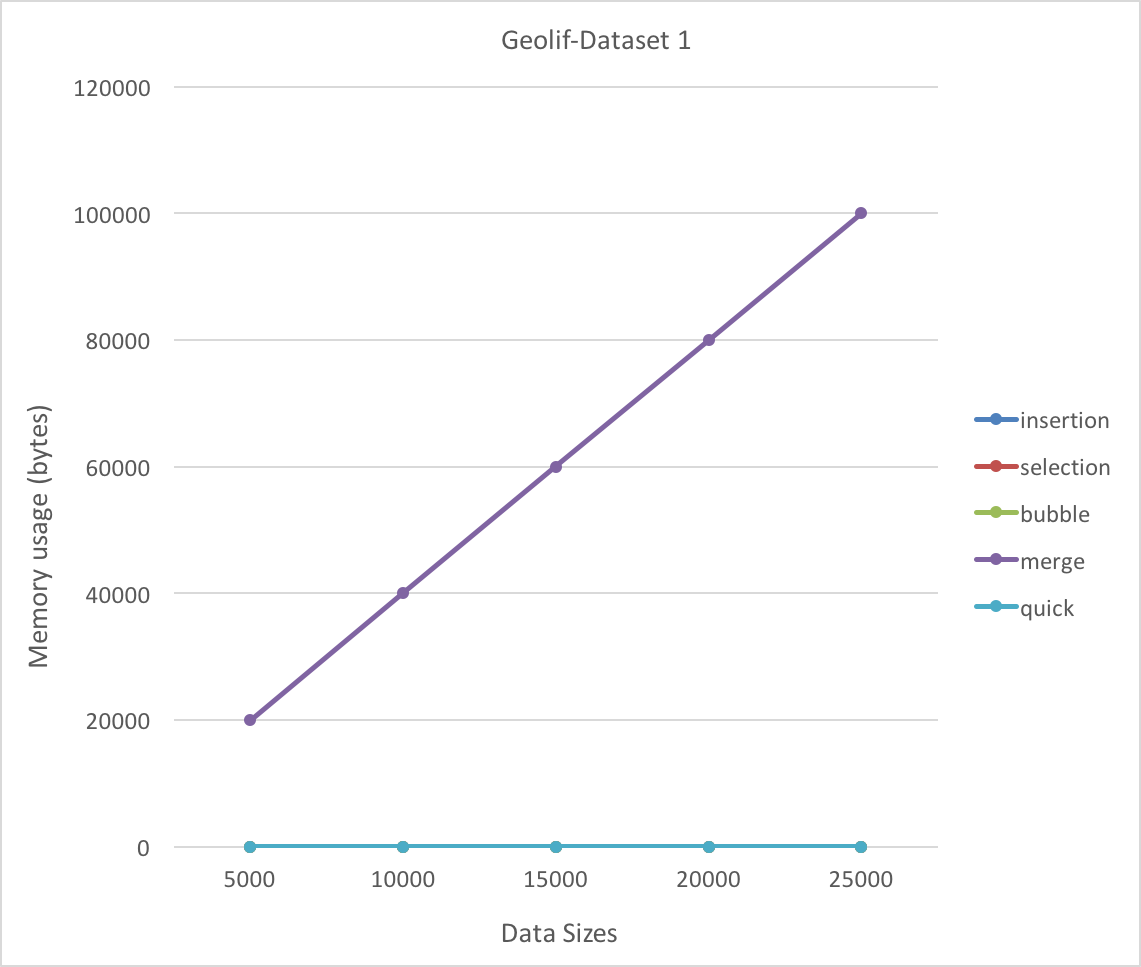 Geolif-Dataset 1
120000
100000
80000
60000
40000
20000
0
Memory usage (bytes)
5000 10000 15000 20000 25000
Data Sizes
insertion
selection
bubble
merge
quick